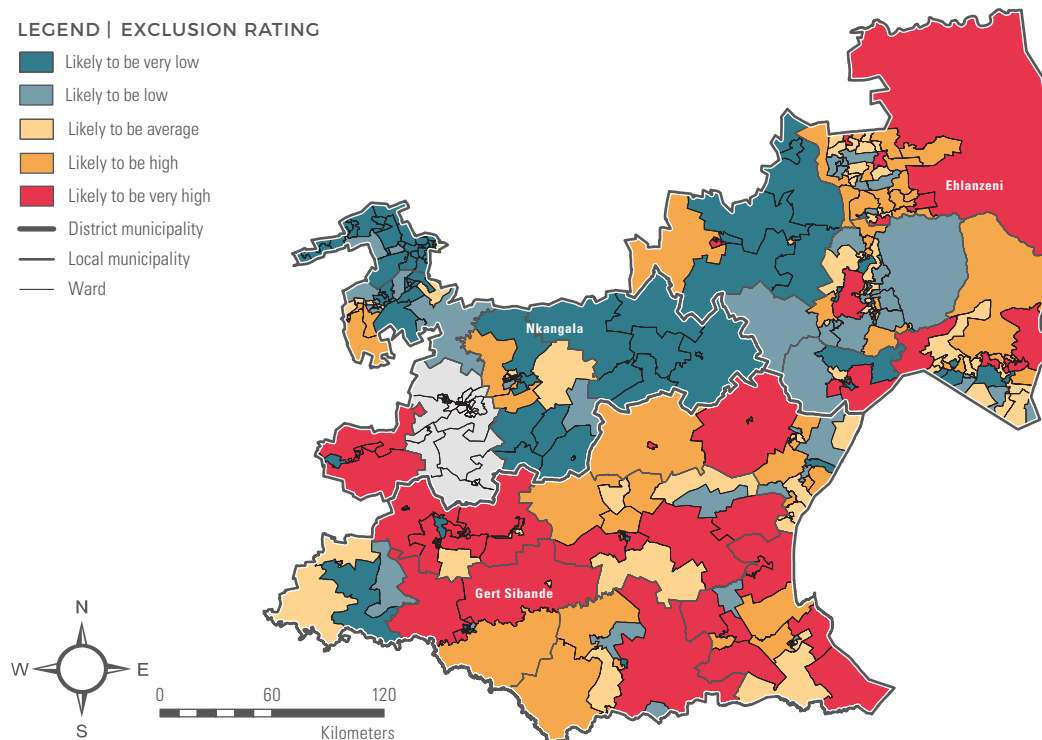 LEGEND | EXCLUSION RATING
Likely to be very low
Likely to be low
Likely to be average
Likely to be high
Likely to be very high
District municipality
Local municipality
Ward
Ehlanzeni
Nkangala
Gert Sibande
N
W E
S
0 60 120
Kilometers